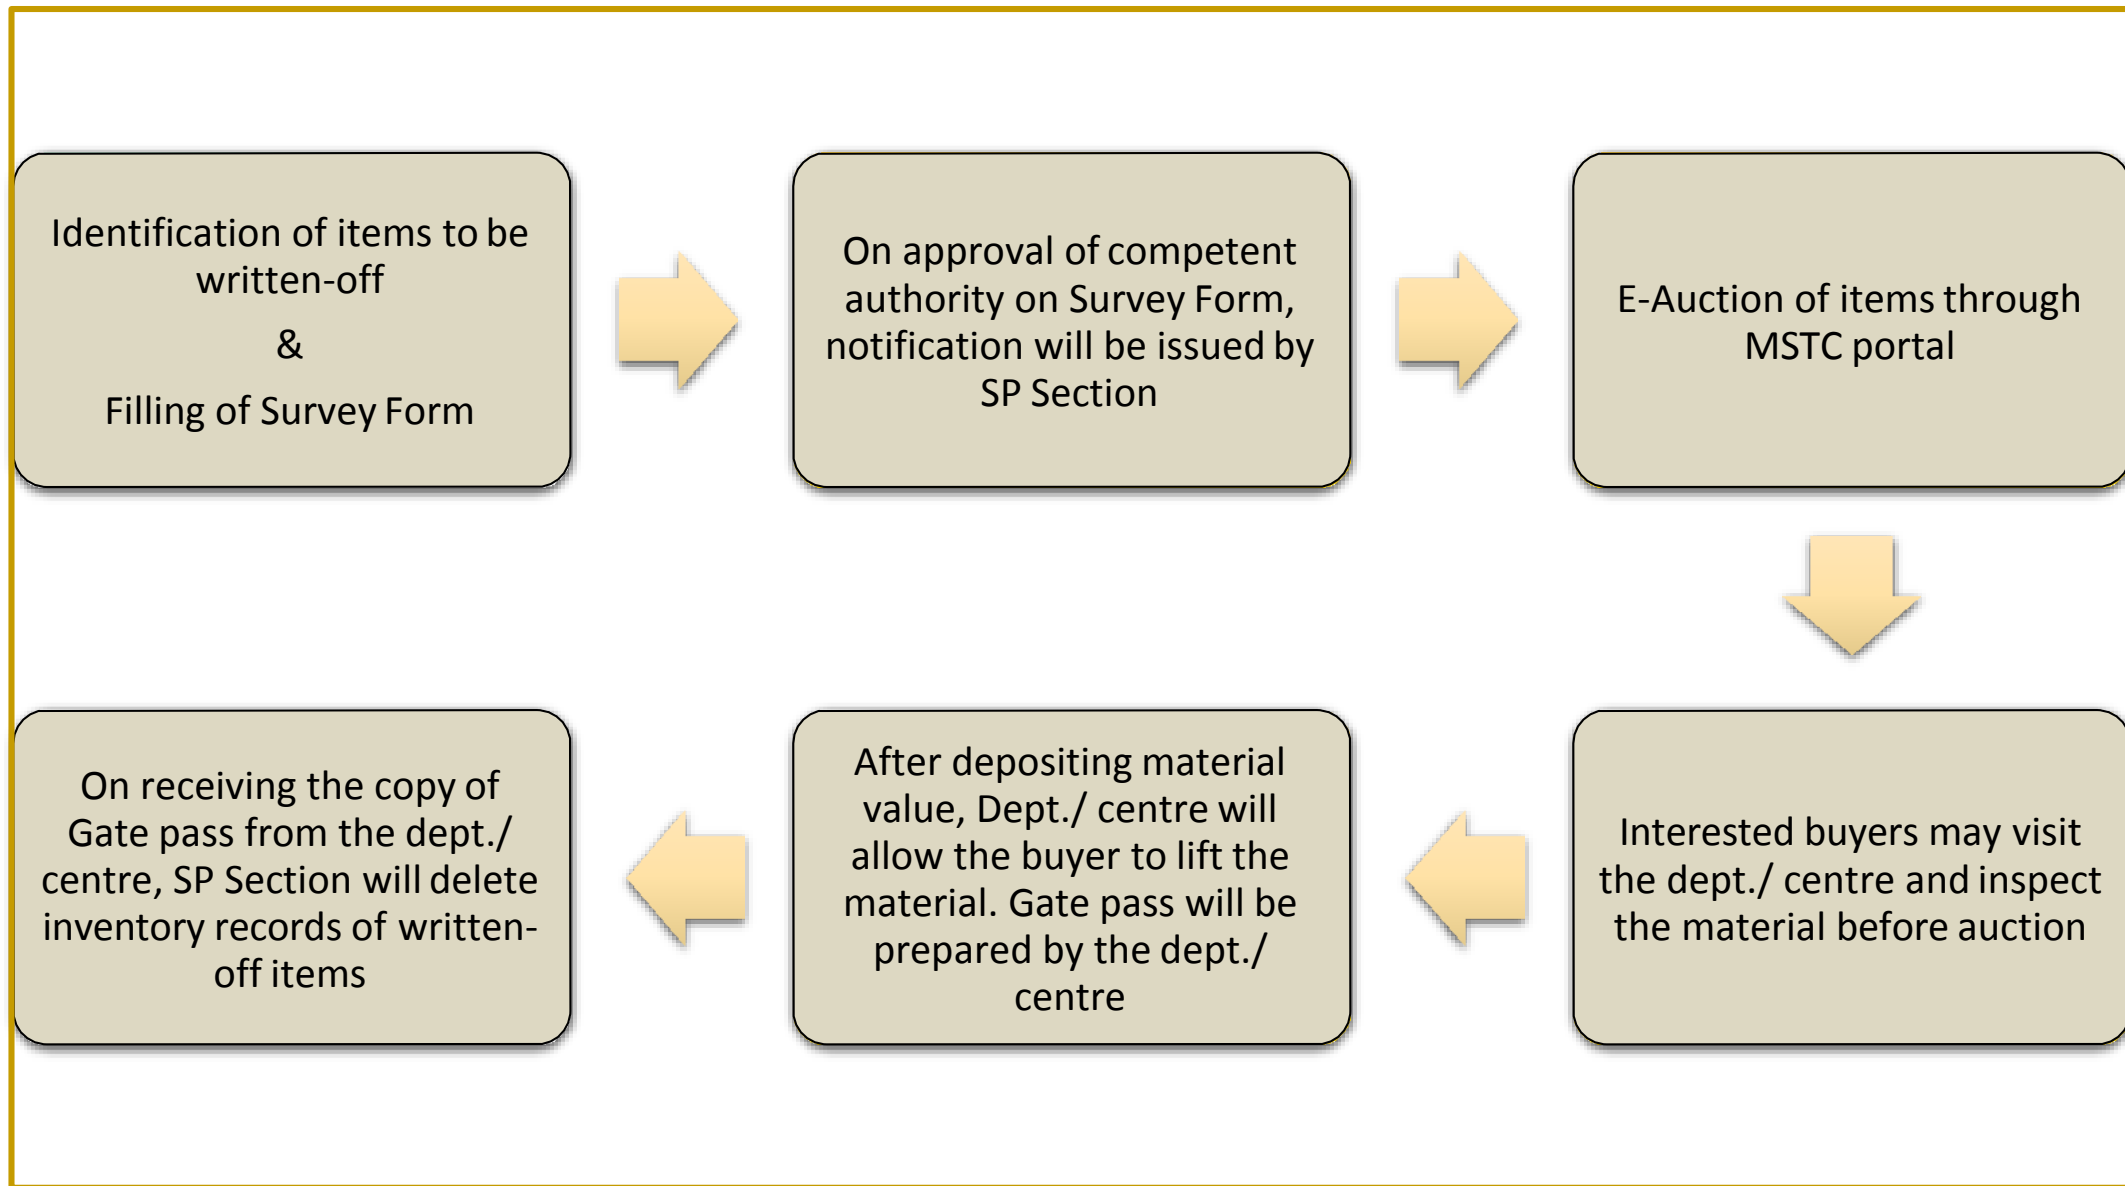 Identification of items to be
written-off
&
Filling of Survey Form
On approval of competent
authority on Survey Form,
notification will be issued by
SP Section
E-Auction of items through
MSTC portal
Interested buyers may visit
the dept./ centre and inspect
the material before auction
After depositing material
value, Dept./ centre will
allow the buyer to lift the
material. Gate pass will be
prepared by the dept./
centre
On receiving the copy of
Gate pass from the dept./
centre, SP Section will delete
inventory records of written-
off items